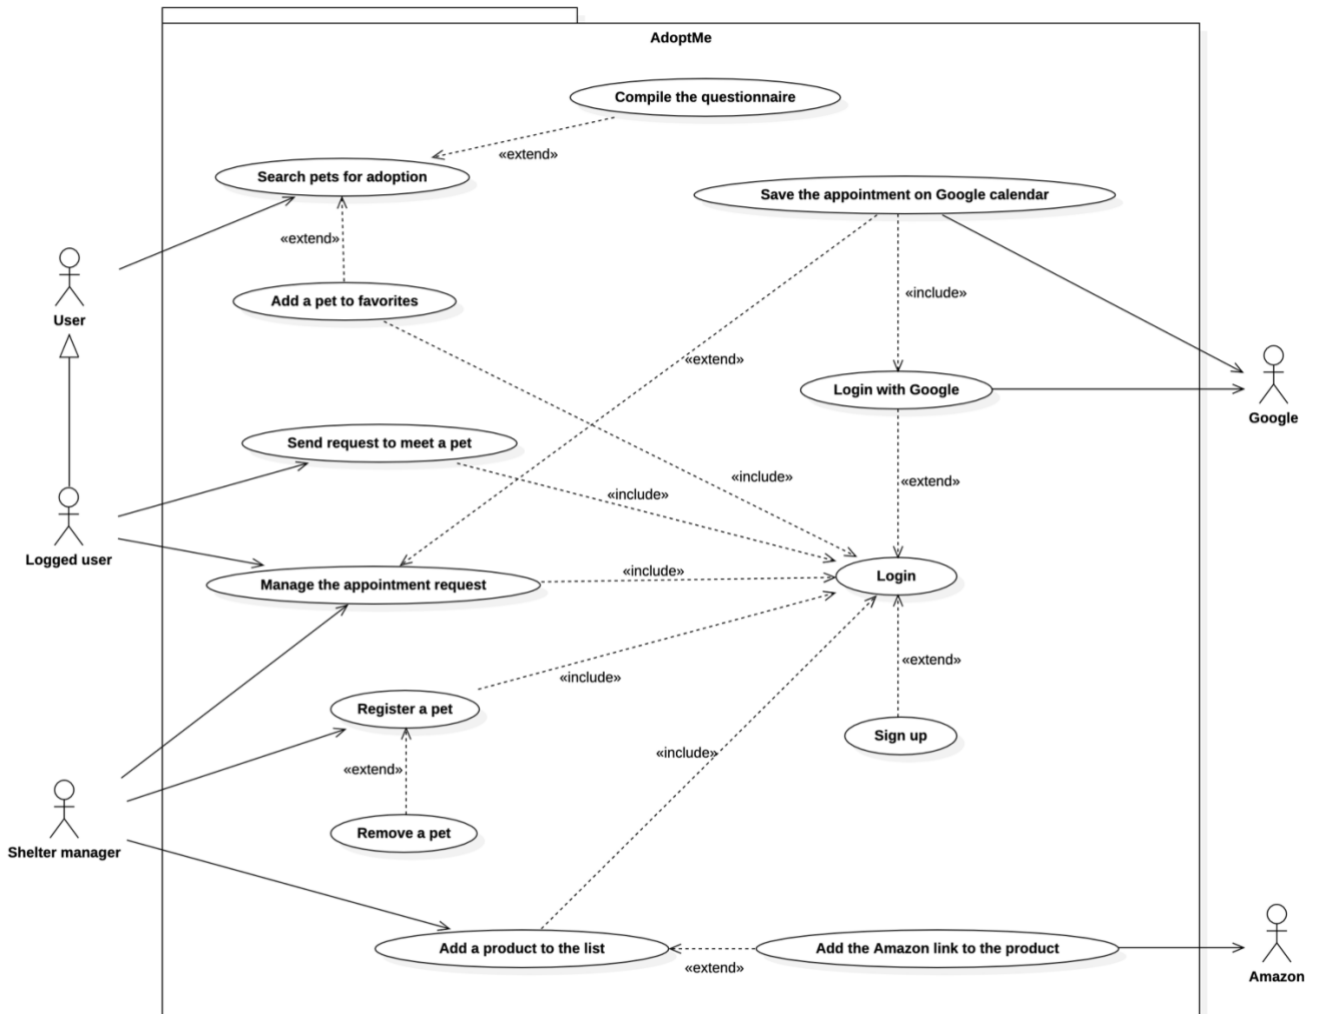 AdoptMe
Compile the questionnaire
«extend»
Search pets for adoption
Save the appointment on Google calendar
«extend»
«include»
Add a pet to favorites
User
«extend»
Login with Google
Google
Send request to meet a pet
«include»
«extend»
«include»
Logged user
«include»
Login
Manage the appointment request
«extend»
«include»
Register a pet
Sign up
«include»
«extend»
Remove a pet
Shelter manager
Add a product to the list
Add the Amazon link to the product
«extend»
Amazon